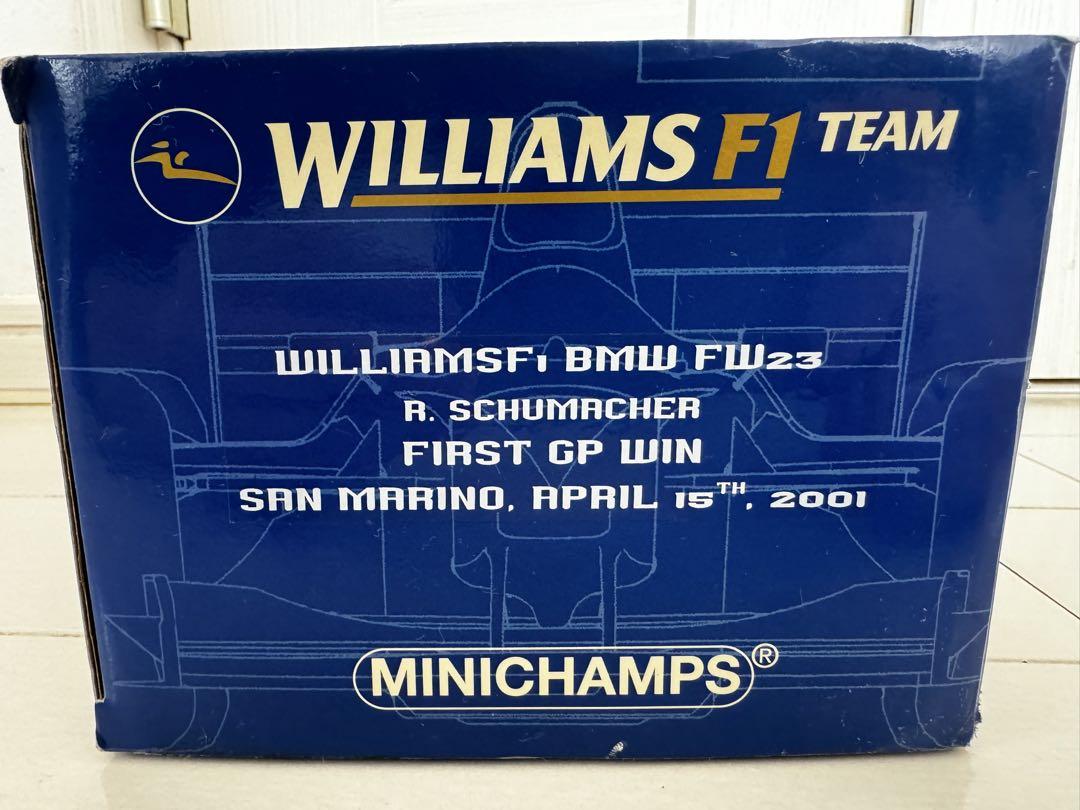 WILLIAMS F1 TEAM
WILLIAMSF1 BMW FW23
R. SCHUMACHER
FIRST GP WIN
SAN MARINO, APRIL 15TH, 2001
MINICHAMPS®